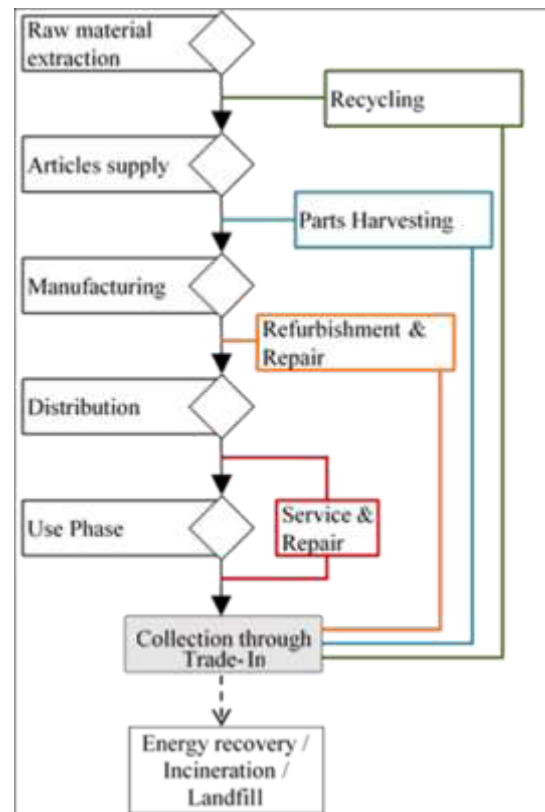 Raw material
extraction
Recycling
Articles supply
Parts Harvesting
Manufacturing
Refurbishment &
Repair
Distribution
Service &
Repair
Use Phase
Collection through
Trade-In
Energy recovery /
Incineration /
Landfill